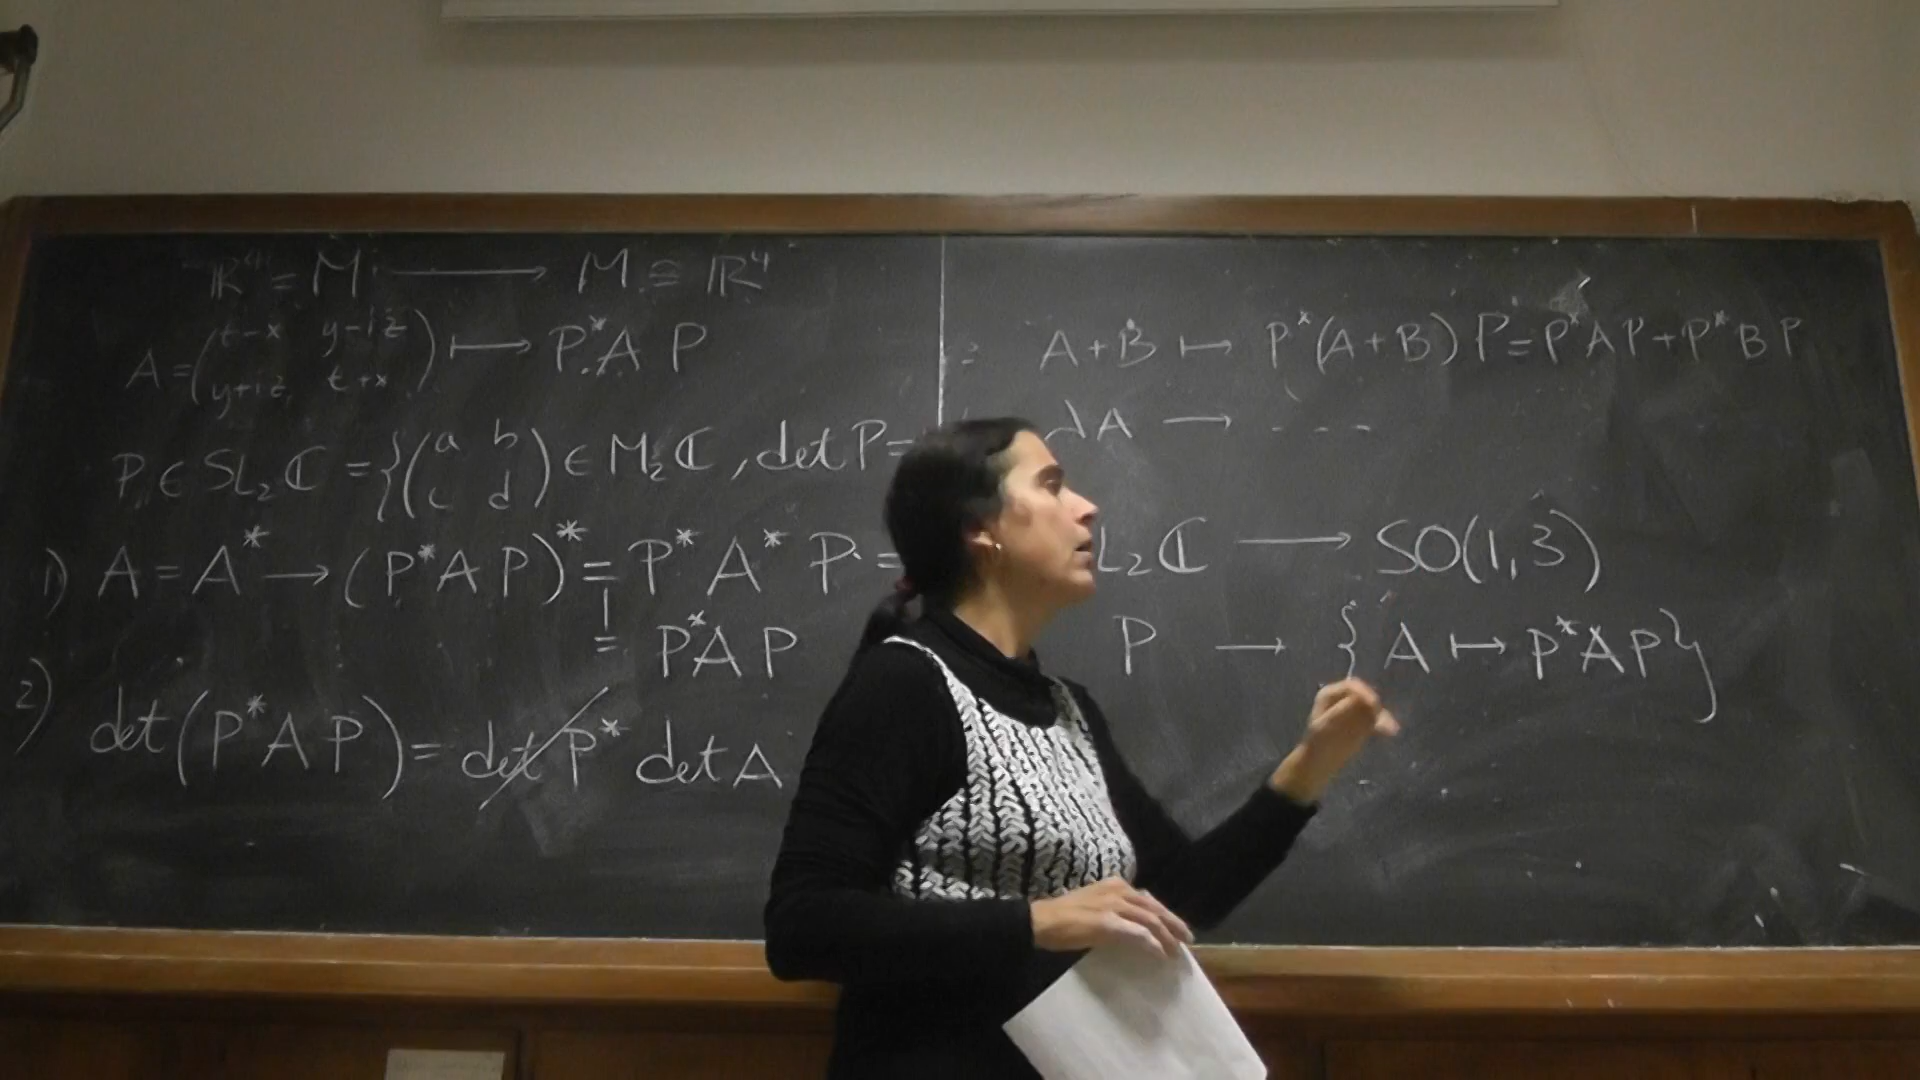 ℝ⁴ = M ⟶ M ≅ ℝ⁴
A = (t-x y-iz
y+iz t+x) ⟼ P*A P
P ∈ SL₂ℂ = {(a b
c d) ∈ M₂ℂ, det P =
1) A = A* ⟶ (P*A P)* = P* A* P =
= P*A P
2) det(P*A P) = det P* det A
A+B ⟼ P*(A+B)P = P*AP + P*BP
λA ⟶ - - -
L₂ℂ ⟶ SO(1,3)
P ⟶ {A ⟼ P*AP}